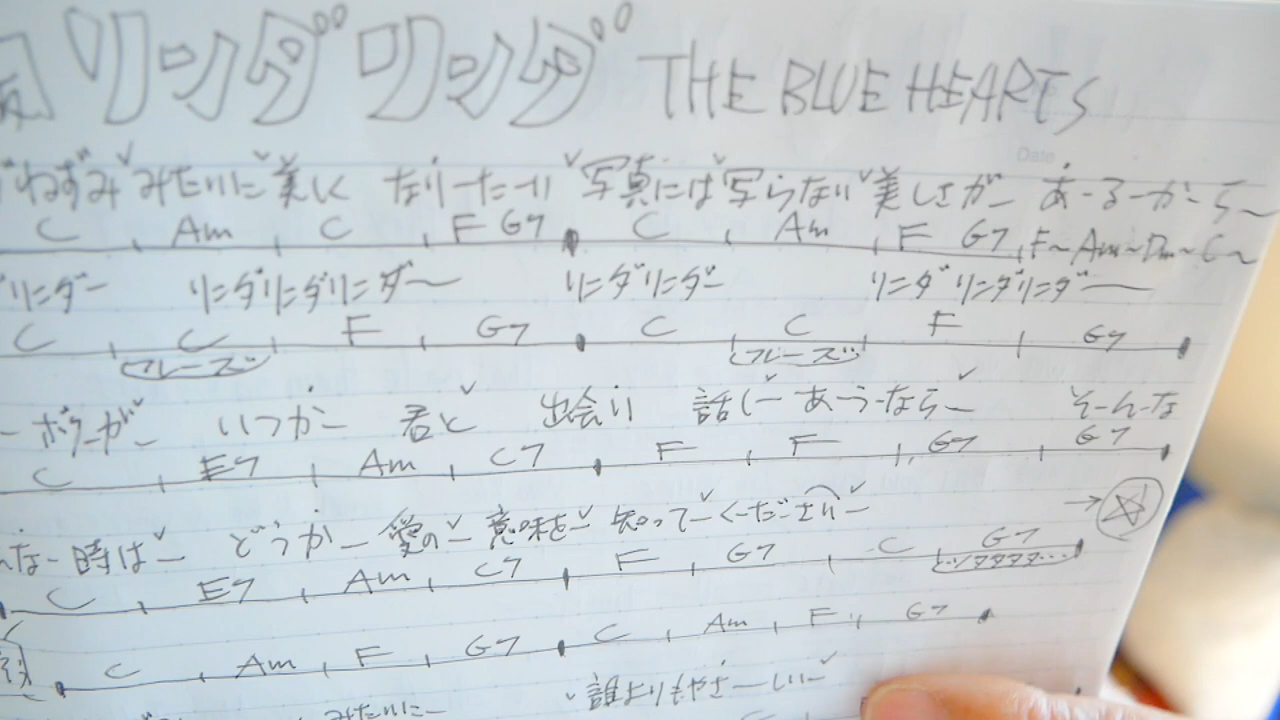 リンダ リンダ THE BLUE HEARTS
Date
ねずみ みたいに 美しく なりーたーい 写真には 写らない 美しさが あーるーかーらー
C Am C F G7 C Am F G7 F〜Am〜Dm〜C〜
リンダー リンダリンダリンダー リンダリンダ リンダ リンダリンダー
C C F G7 C C F G7
フレーズ フレーズ
ボクーがー いつかー 君と 出会い 話しー あーうーならー そーんーな
C E7 Am C7 F F G7 G7
んなー時はー どうかー 愛のー 意味をー 知ってーくーださいー → ☆
C E7 Am C7 F G7 C G7
C Am F G7 C Am F G7
みたいにー 誰よりもやさーしいー